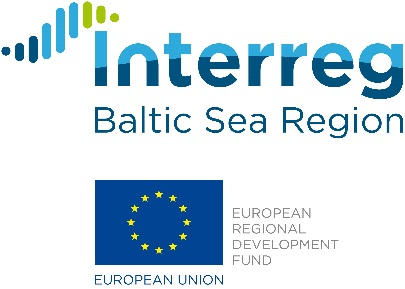 Interreg
Baltic Sea Region
EUROPEAN
REGIONAL
DEVELOPMENT
FUND
EUROPEAN UNION